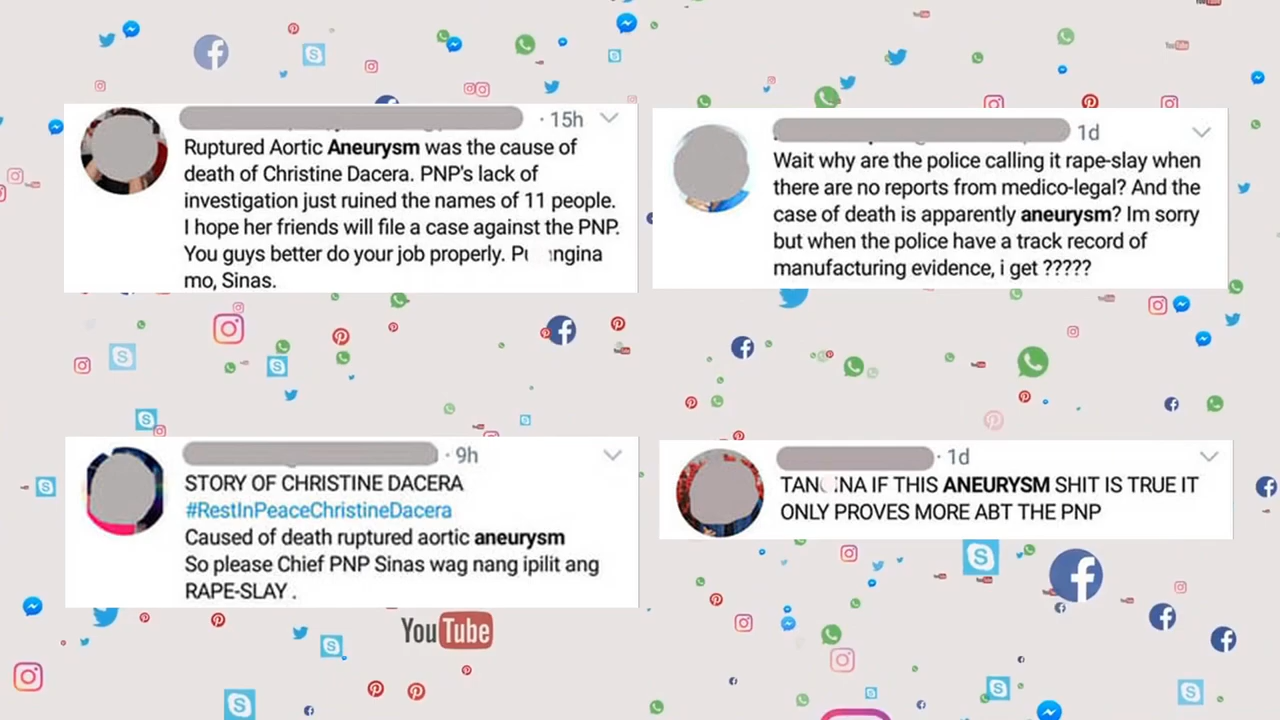 · 15h
Ruptured Aortic Aneurysm was the cause of
death of Christine Dacera. PNP's lack of
investigation just ruined the names of 11 people.
I hope her friends will file a case against the PNP.
You guys better do your job properly. Pu ngina
mo, Sinas.
1d
Wait why are the police calling it rape-slay when
there are no reports from medico-legal? And the
case of death is apparently aneurysm? Im sorry
but when the police have a track record of
manufacturing evidence, i get ?????
· 9h
STORY OF CHRISTINE DACERA
#RestInPeaceChristineDacera
Caused of death ruptured aortic aneurysm
So please Chief PNP Sinas wag nang ipilit ang
RAPE-SLAY .
· 1d
TAN NA IF THIS ANEURYSM SHIT IS TRUE IT
ONLY PROVES MORE ABT THE PNP
YouTube